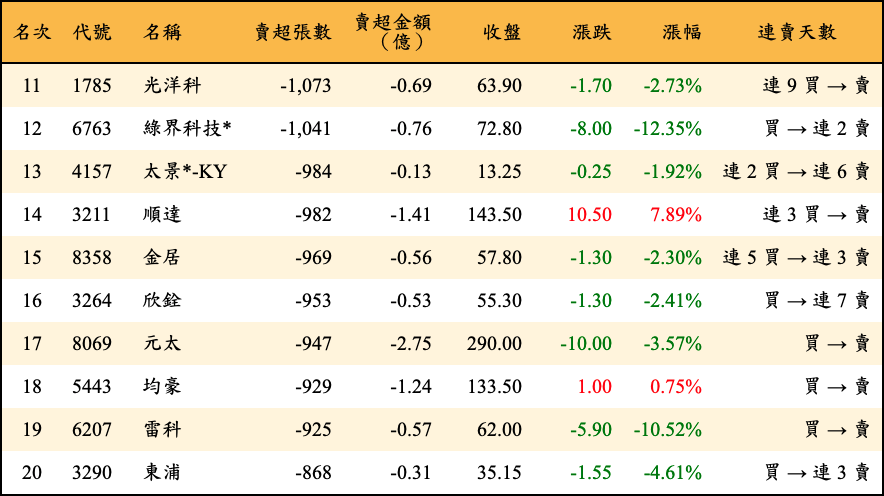 名次 代號 名稱 賣超張數 賣超金額（億） 收盤 漲跌 漲幅 連賣天數
11 1785 光洋科 -1,073 -0.69 63.90 -1.70 -2.73% 連 9 買 → 賣
12 6763 綠界科技* -1,041 -0.76 72.80 -8.00 -12.35% 買 → 連 2 賣
13 4157 太景*-KY -984 -0.13 13.25 -0.25 -1.92% 連 2 買 → 連 6 賣
14 3211 順達 -982 -1.41 143.50 10.50 7.89% 連 3 買 → 賣
15 8358 金居 -969 -0.56 57.80 -1.30 -2.30% 連 5 買 → 連 3 賣
16 3264 欣銓 -953 -0.53 55.30 -1.30 -2.41% 買 → 連 7 賣
17 8069 元太 -947 -2.75 290.00 -10.00 -3.57% 買 → 賣
18 5443 均豪 -929 -1.24 133.50 1.00 0.75% 買 → 賣
19 6207 雷科 -925 -0.57 62.00 -5.90 -10.52% 買 → 賣
20 3290 東浦 -868 -0.31 35.15 -1.55 -4.61% 買 → 連 3 賣